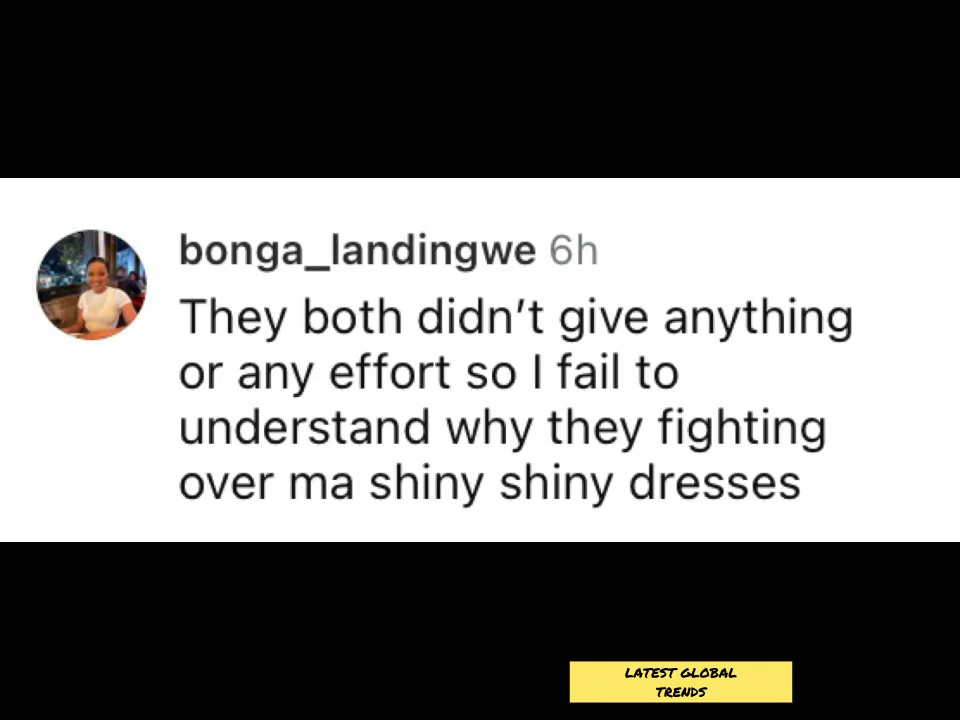 bonga_landingwe 6h
They both didn’t give anything
or any effort so I fail to
understand why they fighting
over ma shiny shiny dresses
LATEST GLOBAL
TRENDS